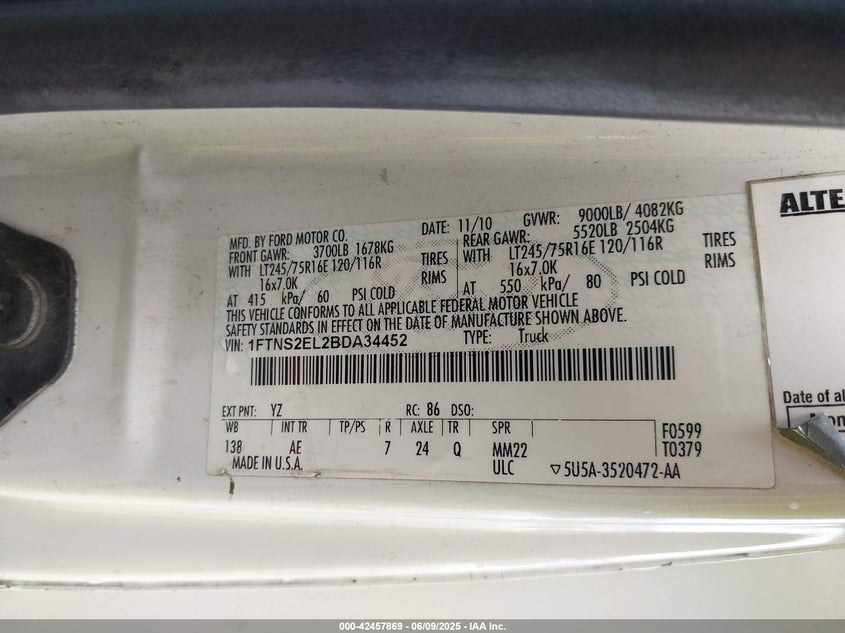 MFD. BY FORD MOTOR CO. DATE: 11/10 GVWR: 9000LB/ 4082KG
FRONT GAWR: 3700LB 1678KG REAR GAWR: 5520LB 2504KG
WITH LT245/75R16E 120/116R TIRES WITH LT245/75R16E 120/116R TIRES
16x7.0K RIMS 16x7.0K RIMS
AT 415 kPa/ 60 PSI COLD AT 550 kPa/ 80 PSI COLD
THIS VEHICLE CONFORMS TO ALL APPLICABLE FEDERAL MOTOR VEHICLE
SAFETY STANDARDS IN EFFECT ON THE DATE OF MANUFACTURE SHOWN ABOVE.
VIN: 1FTNS2EL2BDA34452 TYPE: Truck
EXT PNT: YZ RC: 86 DSO:
WB INT TR TP/PS R AXLE TR SPR F0599
138 AE 7 24 Q MM22 T0379
MADE IN U.S.A. ULC ▽5U5A-3520472-AA
ALTE
Date of al
000-42457869 | 06/09/2025 - IAA Inc.